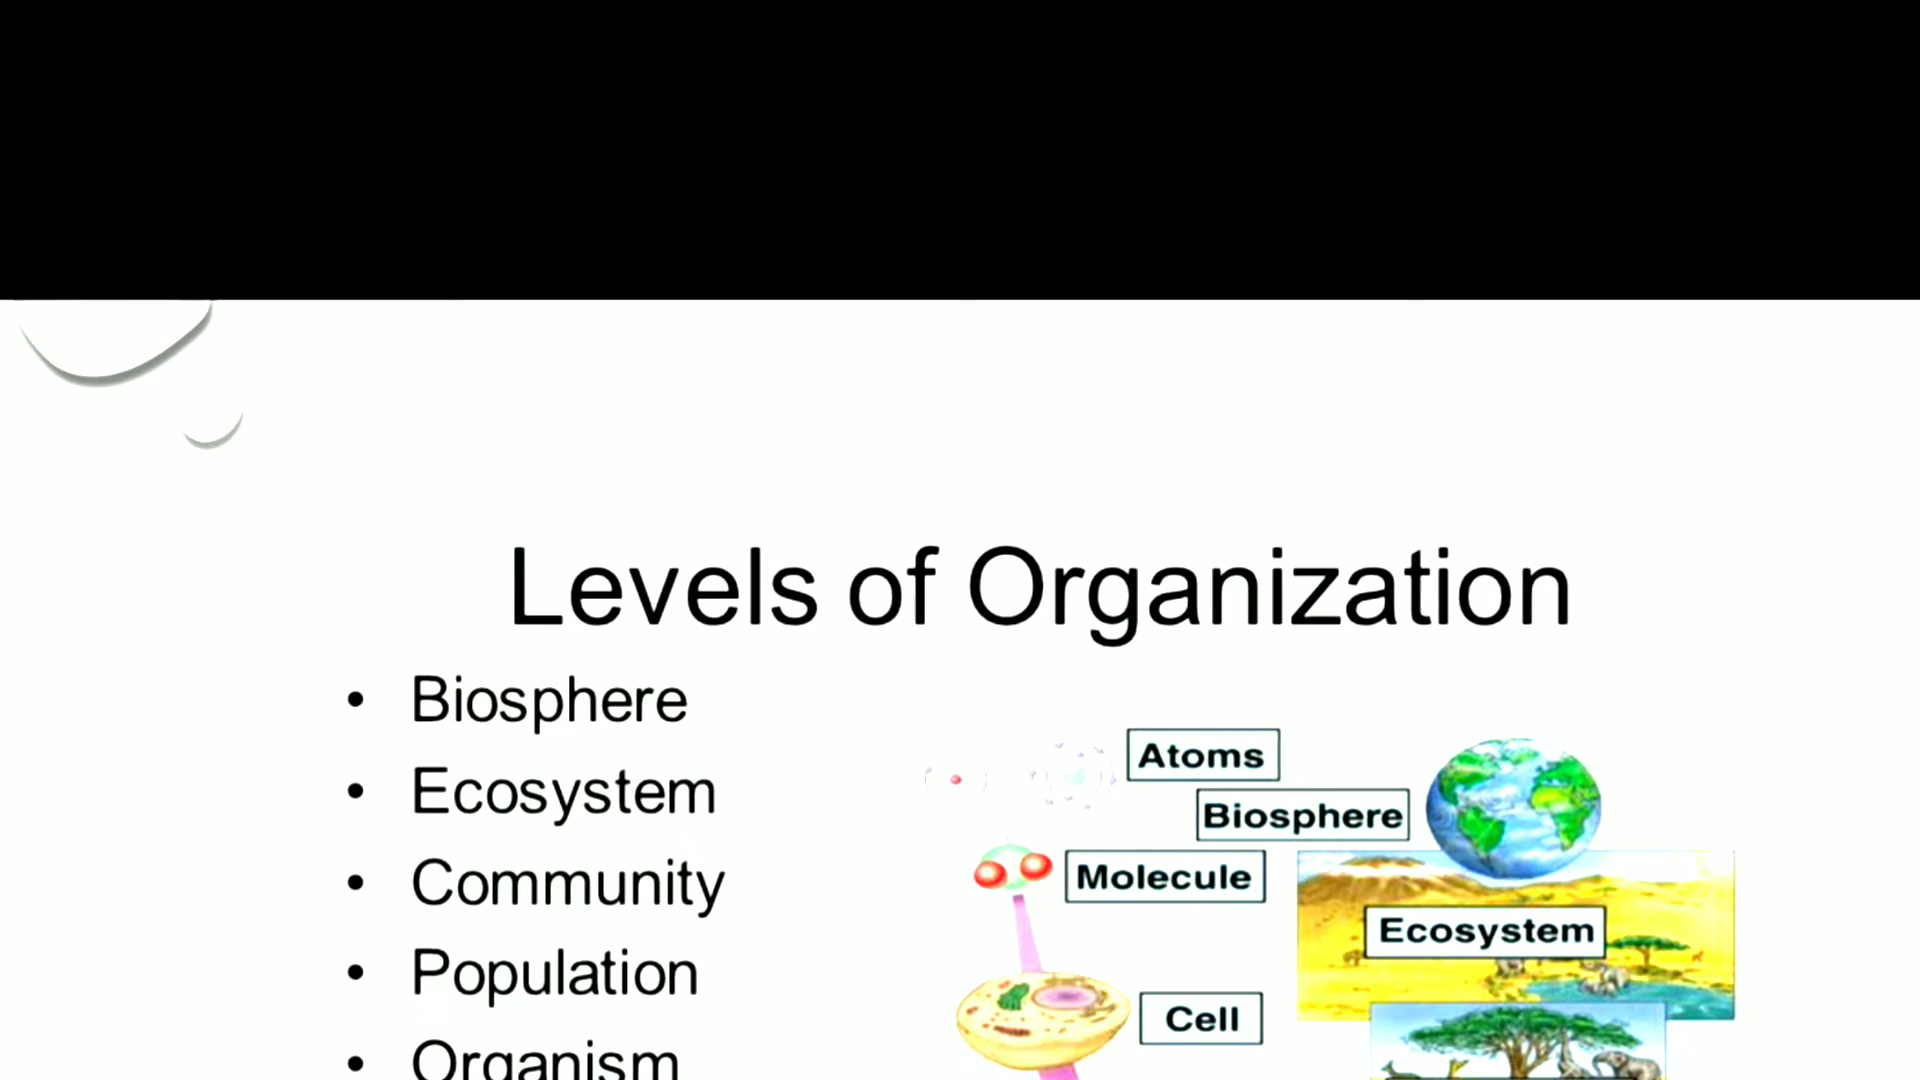 Levels of Organization
• Biosphere
• Ecosystem
• Community
• Population
• Organism
Atoms
Biosphere
Molecule
Ecosystem
Cell